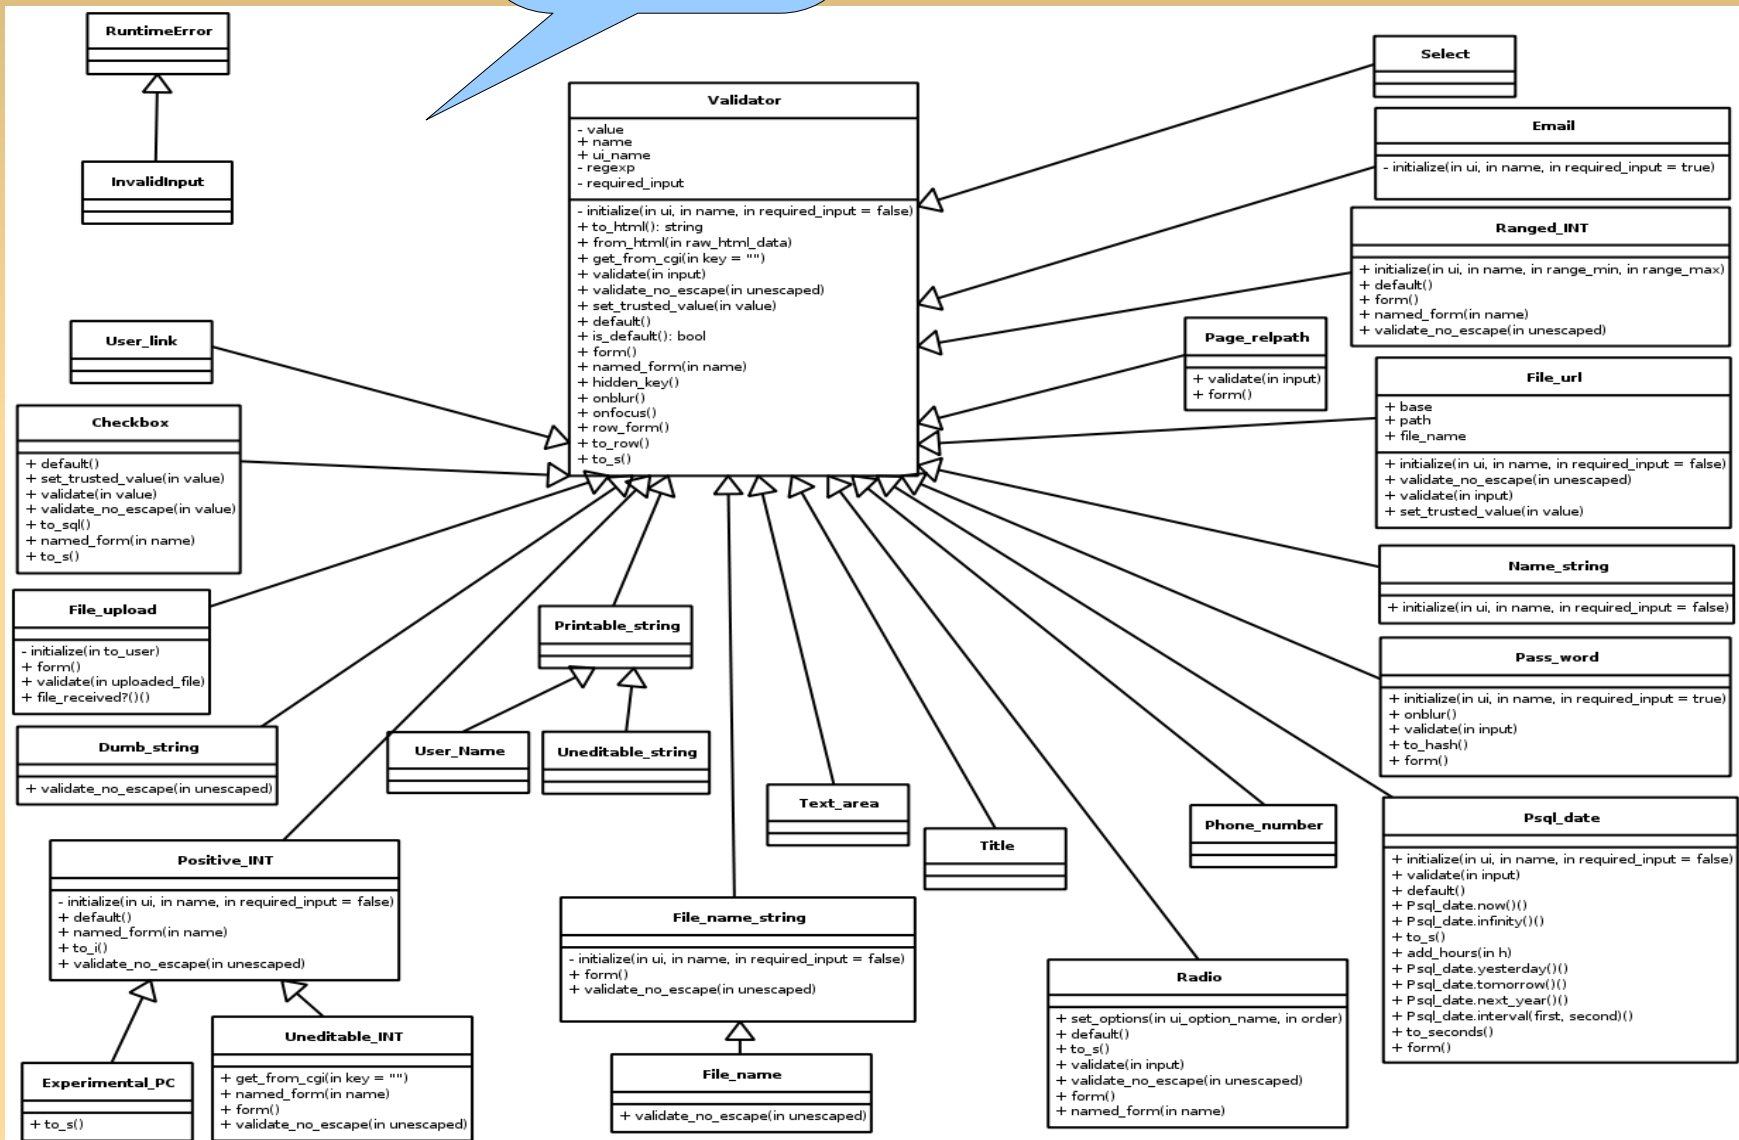 RuntimeError
InvalidInput
Validator
- value
+ name
+ ui_name
- regexp
- required_input
- initialize(in ui, in name, in required_input = false)
+ to_html(): string
+ from_html(in raw_html_data)
+ get_from_cgi(in key = "")
+ validate(in input)
+ validate_no_escape(in unescaped)
+ set_trusted_value(in value)
+ default()
+ is_default(): bool
+ form()
+ named_form(in name)
+ hidden_key()
+ onblur()
+ onfocus()
+ row_form()
+ to_row()
+ to_s()
Select
Email
- initialize(in ui, in name, in required_input = true)
Ranged_INT
+ initialize(in ui, in name, in range_min, in range_max)
+ default()
+ form()
+ named_form(in name)
+ validate_no_escape(in unescaped)
Page_relpath
+ validate(in input)
+ form()
File_url
+ base
+ path
+ file_name
+ initialize(in ui, in name, in required_input = false)
+ validate_no_escape(in unescaped)
+ validate(in input)
+ set_trusted_value(in value)
User_link
Checkbox
+ default()
+ set_trusted_value(in value)
+ validate(in value)
+ validate_no_escape(in value)
+ to_sql()
+ named_form(in name)
+ to_s()
File_upload
- initialize(in to_user)
+ form()
+ validate(in uploaded_file)
+ file_received?()()
Dumb_string
+ validate_no_escape(in unescaped)
Printable_string
User_Name
Uneditable_string
Name_string
+ initialize(in ui, in name, in required_input = false)
Pass_word
+ initialize(in ui, in name, in required_input = true)
+ onblur()
+ validate(in input)
+ to_hash()
+ form()
Text_area
Title
Phone_number
Psql_date
+ initialize(in ui, in name, in required_input = false)
+ validate(in input)
+ default()
+ Psql_date.now()()
+ Psql_date.infinity()()
+ to_s()
+ add_hours(in h)
+ Psql_date.yesterday()()
+ Psql_date.tomorrow()()
+ Psql_date.next_year()()
+ Psql_date.interval(first, second)()
+ to_seconds()
+ form()
Positive_INT
- initialize(in ui, in name, in required_input = false)
+ default()
+ named_form(in name)
+ to_i()
+ validate_no_escape(in unescaped)
File_name_string
- initialize(in ui, in name, in required_input = false)
+ form()
+ validate_no_escape(in unescaped)
Radio
+ set_options(in ui_option_name, in order)
+ default()
+ to_s()
+ validate(in input)
+ validate_no_escape(in unescaped)
+ form()
+ named_form(in name)
Experimental_PC
+ to_s()
Uneditable_INT
+ get_from_cgi(in key = "")
+ named_form(in name)
+ form()
+ validate_no_escape(in unescaped)
File_name
+ validate_no_escape(in unescaped)